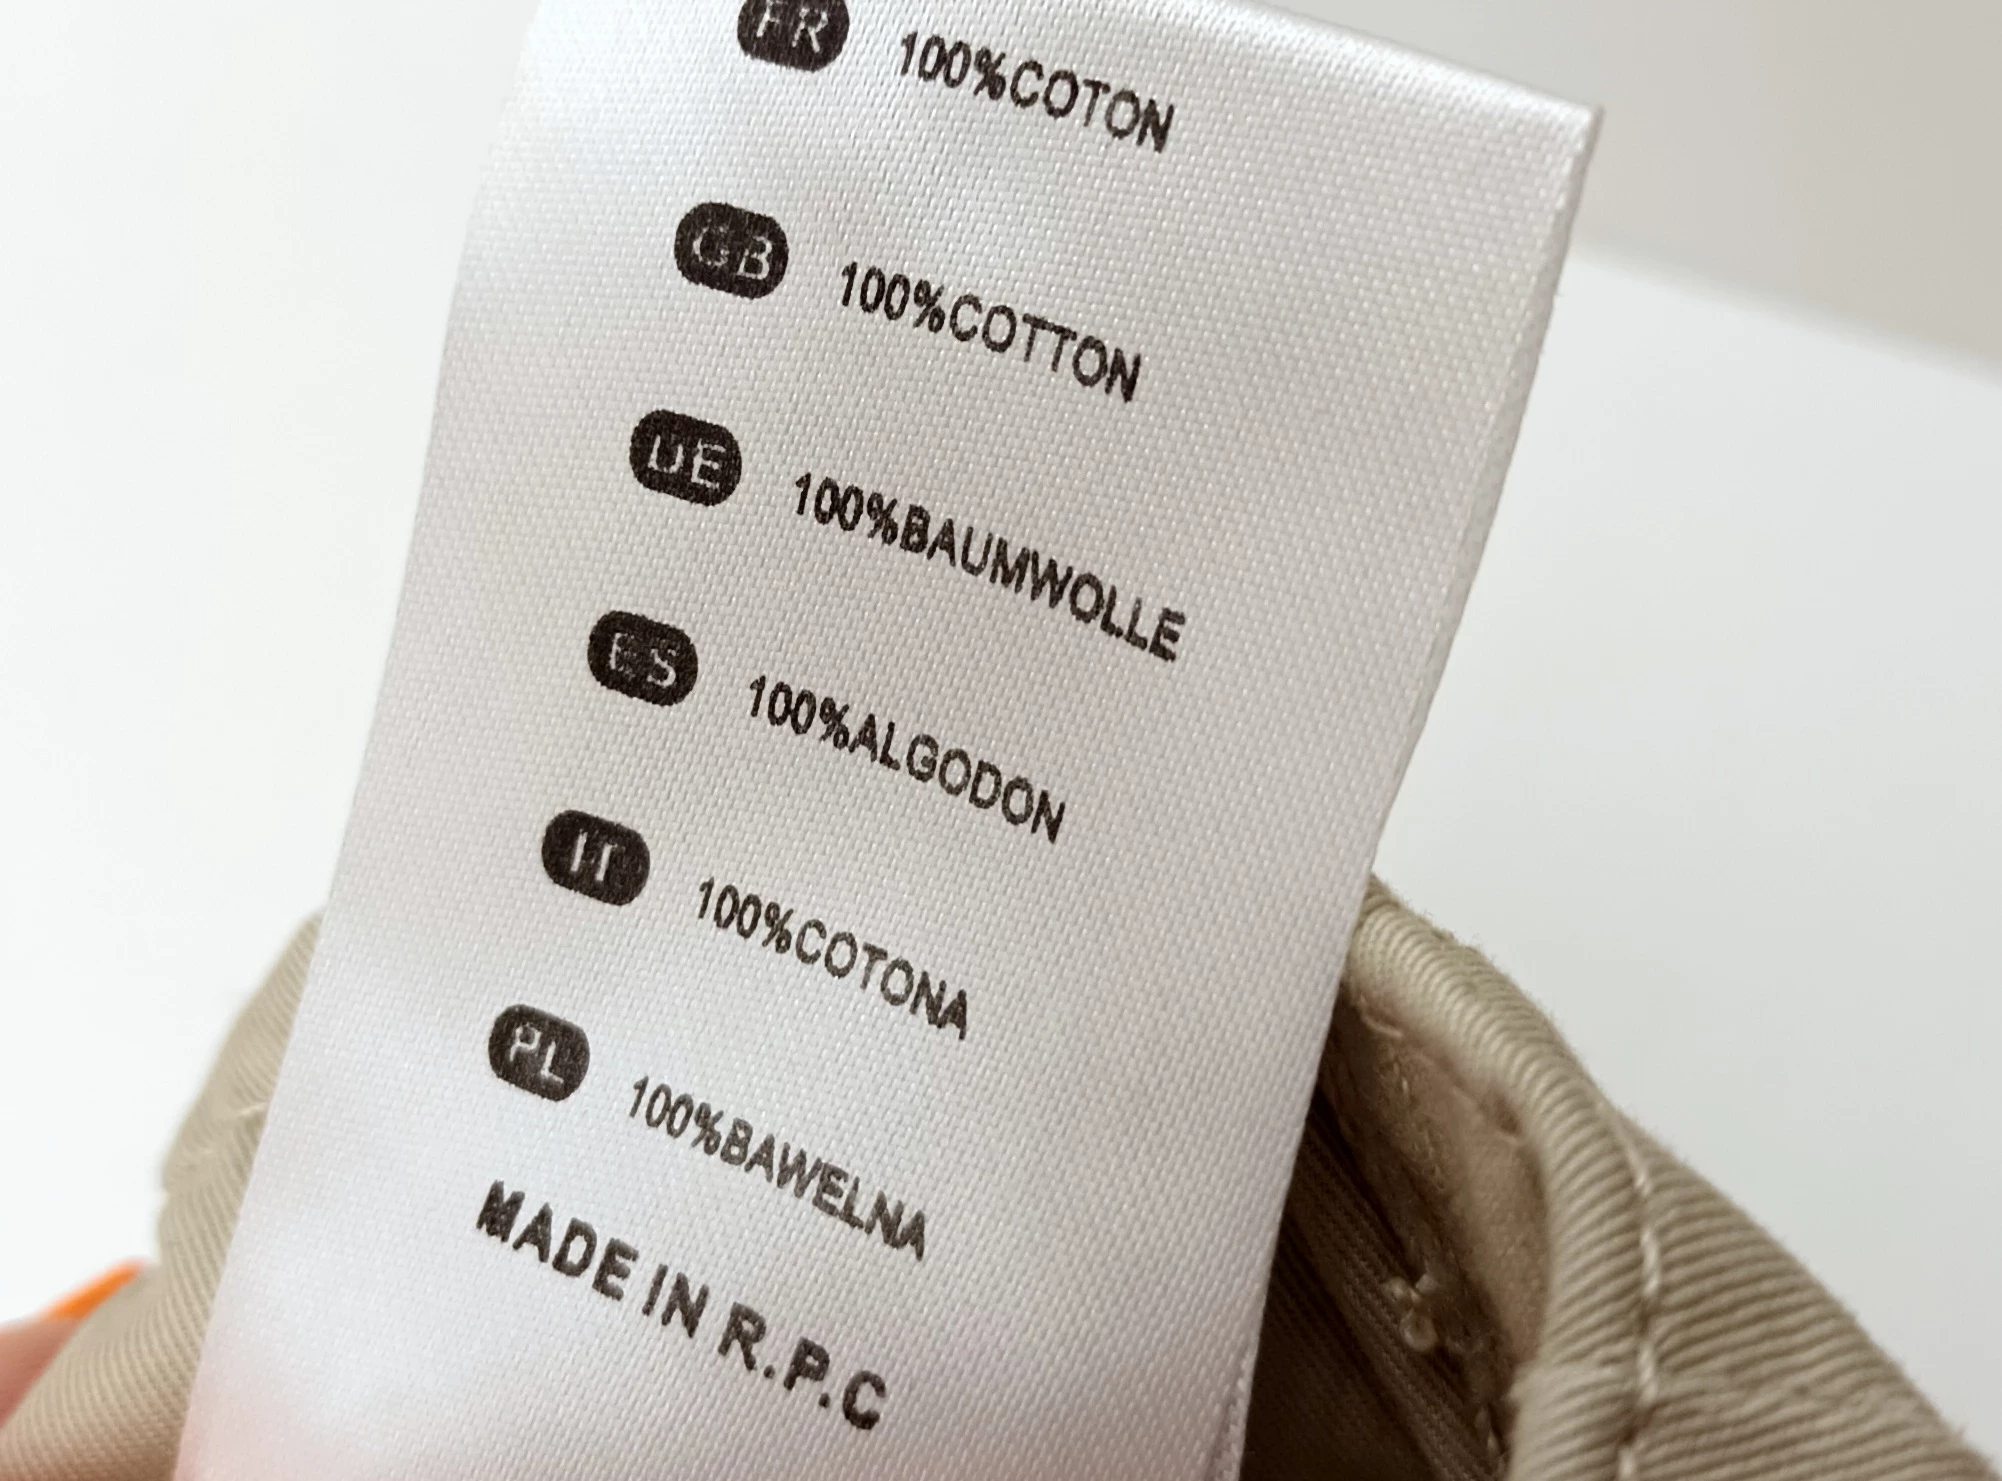 FR 100%COTON
GB 100%COTTON
DE 100%BAUMWOLLE
ES 100%ALGODON
IT 100%COTONA
PL 100%BAWELNA
MADE IN R.P.C